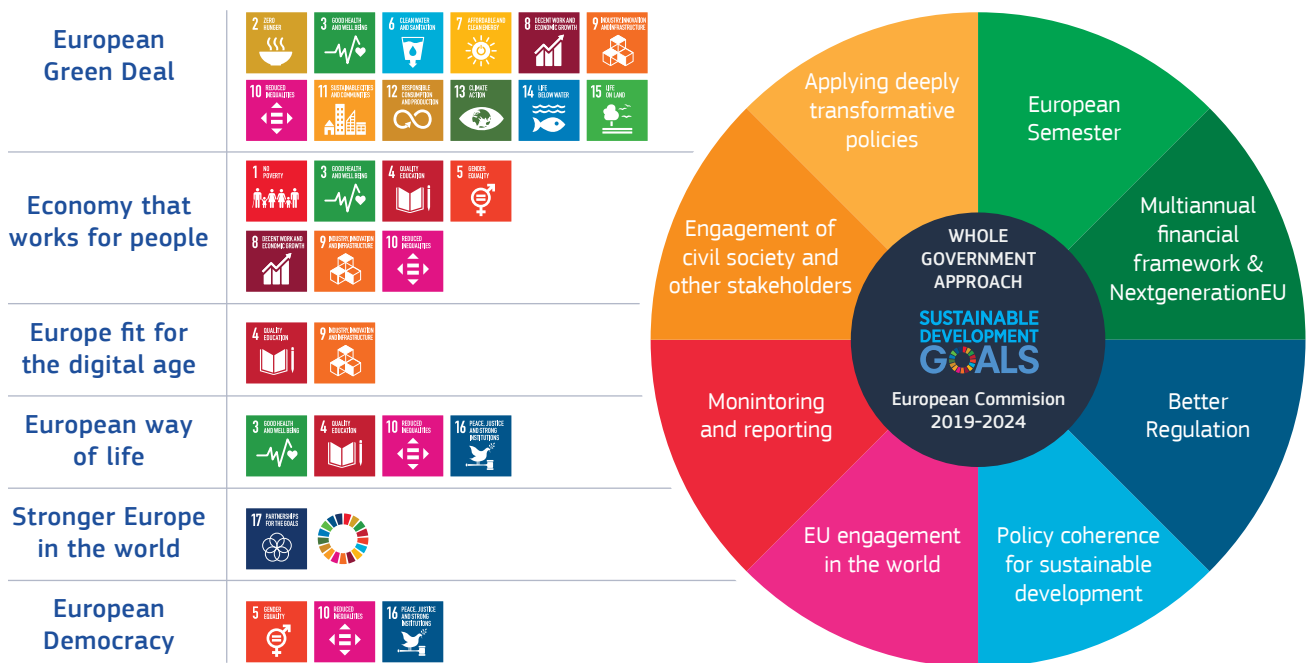 European
Green Deal
2 ZERO
HUNGER
3 GOOD HEALTH
AND WELL BEING
6 CLEAN WATER
AND SANITATION
7 AFFORDABLE AND
CLEAN ENERGY
8 DECENT WORK AND
ECONOMIC GROWTH
9 INDUSTRY, INNOVATION
AND INFRASTRUCTURE
10 REDUCED
INEQUALITIES
11 SUSTAINABLE CITIES
AND COMMUNITIES
12 RESPONSIBLE
CONSUMPTION
AND PRODUCTION
13 CLIMATE
ACTION
14 LIFE
BELOW WATER
15 LIFE
ON LAND
Economy that
works for people
1 NO
POVERTY
3 GOOD HEALTH
AND WELL BEING
4 QUALITY
EDUCATION
5 GENDER
EQUALITY
8 DECENT WORK AND
ECONOMIC GROWTH
9 INDUSTRY, INNOVATION
AND INFRASTRUCTURE
10 REDUCED
INEQUALITIES
Europe fit for
the digital age
4 QUALITY
EDUCATION
9 INDUSTRY, INNOVATION
AND INFRASTRUCTURE
European way
of life
3 GOOD HEALTH
AND WELL BEING
4 QUALITY
EDUCATION
10 REDUCED
INEQUALITIES
16 PEACE, JUSTICE
AND STRONG
INSTITUTIONS
Stronger Europe
in the world
17 PARTNERSHIPS
FOR THE GOALS
European
Democracy
5 GENDER
EQUALITY
10 REDUCED
INEQUALITIES
16 PEACE, JUSTICE
AND STRONG
INSTITUTIONS
Applying deeply
transformative
policies
European
Semester
Multiannual
financial
framework &
NextgenerationEU
Better
Regulation
Policy coherence
for sustainable
development
EU engagement
in the world
Monintoring
and reporting
Engagement of
civil society and
other stakeholders
WHOLE
GOVERNMENT
APPROACH
SUSTAINABLE
DEVELOPMENT
GOALS
European Commision
2019-2024